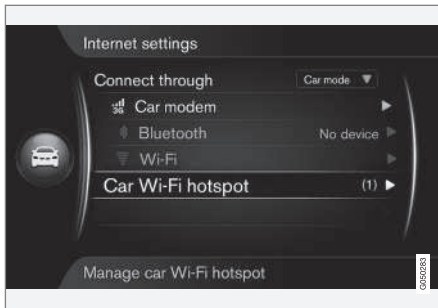 Internet settings
Connect through Car mode
3G Car modem
Bluetooth No device
Wi-Fi
Car Wi-Fi hotspot (1)
Manage car Wi-Fi hotspot
G050283